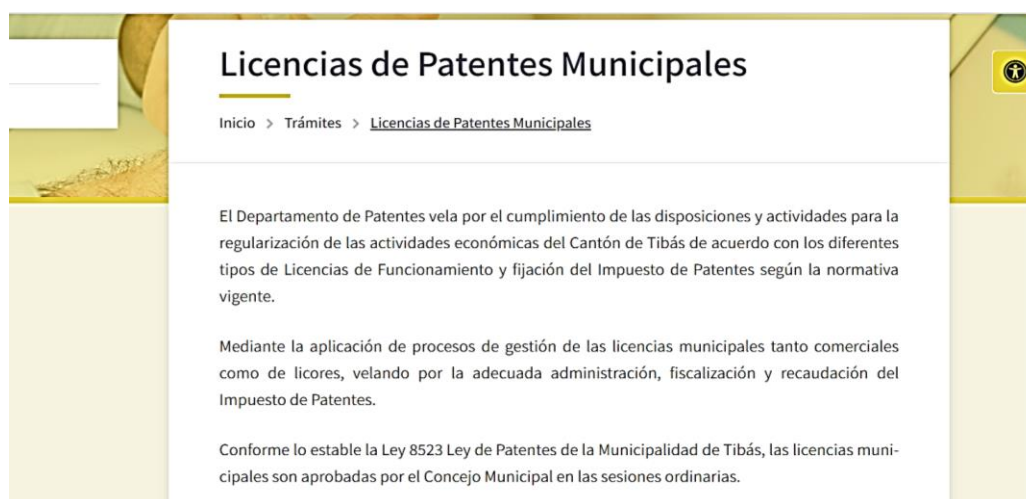 Licencias de Patentes Municipales
Inicio > Trámites > Licencias de Patentes Municipales
El Departamento de Patentes vela por el cumplimiento de las disposiciones y actividades para la
regularización de las actividades económicas del Cantón de Tibás de acuerdo con los diferentes
tipos de Licencias de Funcionamiento y fijación del Impuesto de Patentes según la normativa
vigente.
Mediante la aplicación de procesos de gestión de las licencias municipales tanto comerciales
como de licores, velando por la adecuada administración, fiscalización y recaudación del
Impuesto de Patentes.
Conforme lo estable la Ley 8523 Ley de Patentes de la Municipalidad de Tibás, las licencias muni-
cipales son aprobadas por el Concejo Municipal en las sesiones ordinarias.